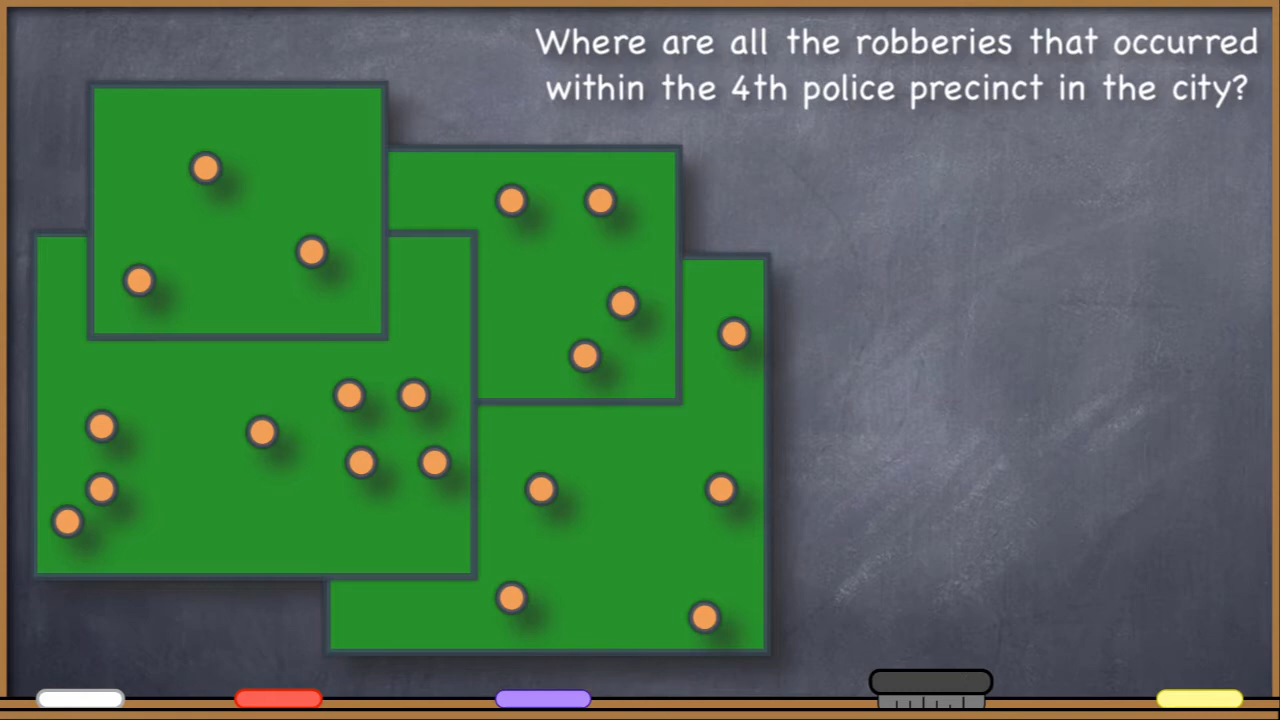 Where are all the robberies that occurred
within the 4th police precinct in the city?